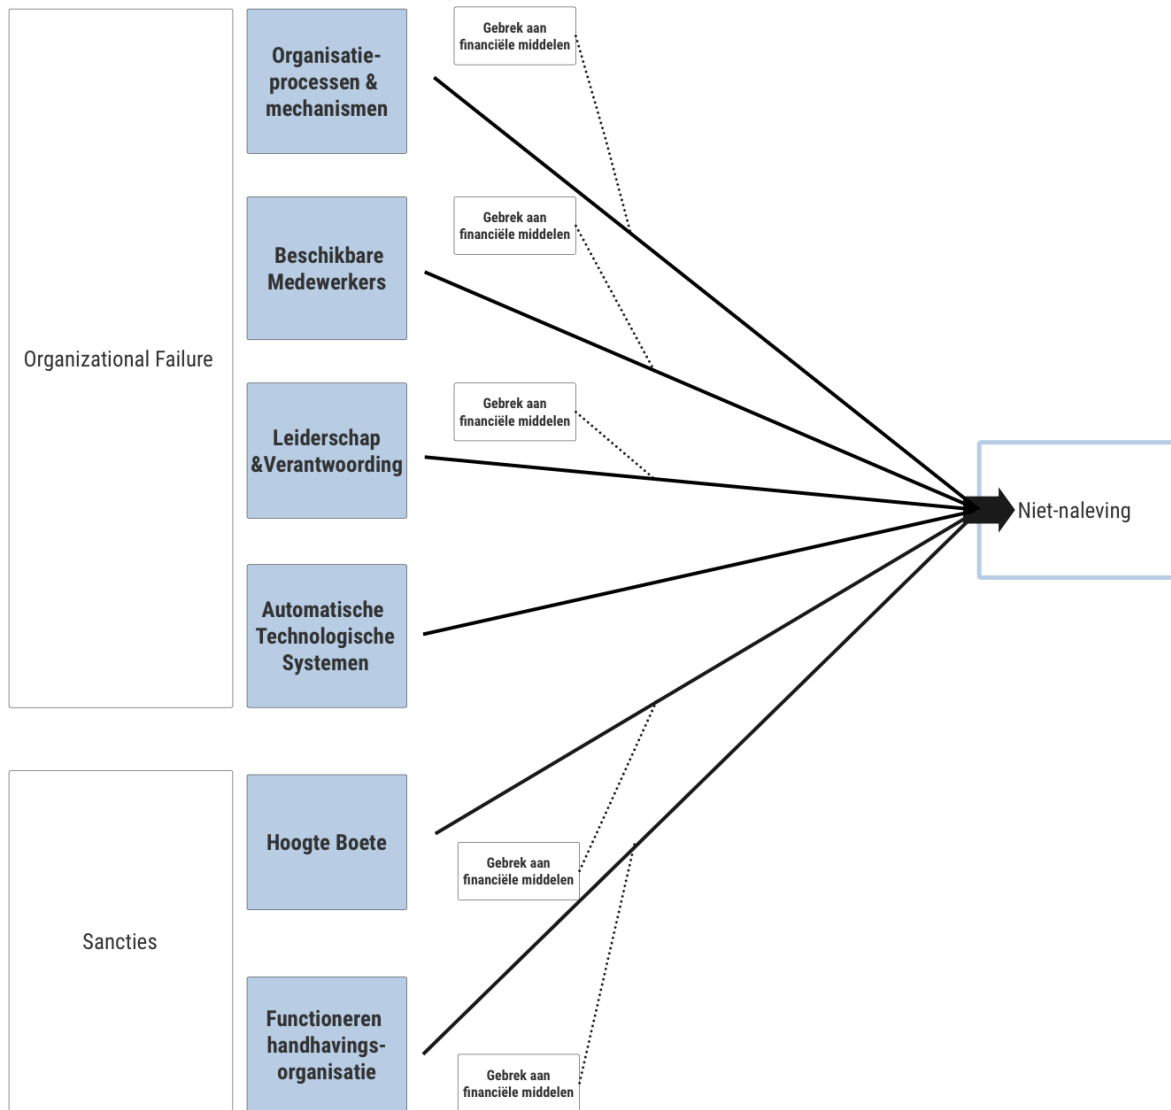 Organizational Failure
Organisatie-
processen &
mechanismen
Gebrek aan
financiële middelen
Beschikbare
Medewerkers
Gebrek aan
financiële middelen
Leiderschap
&Verantwoording
Gebrek aan
financiële middelen
Niet-naleving
Automatische
Technologische
Systemen
Sancties
Hoogte Boete
Gebrek aan
financiële middelen
Functioneren
handhavings-
organisatie
Gebrek aan
financiële middelen